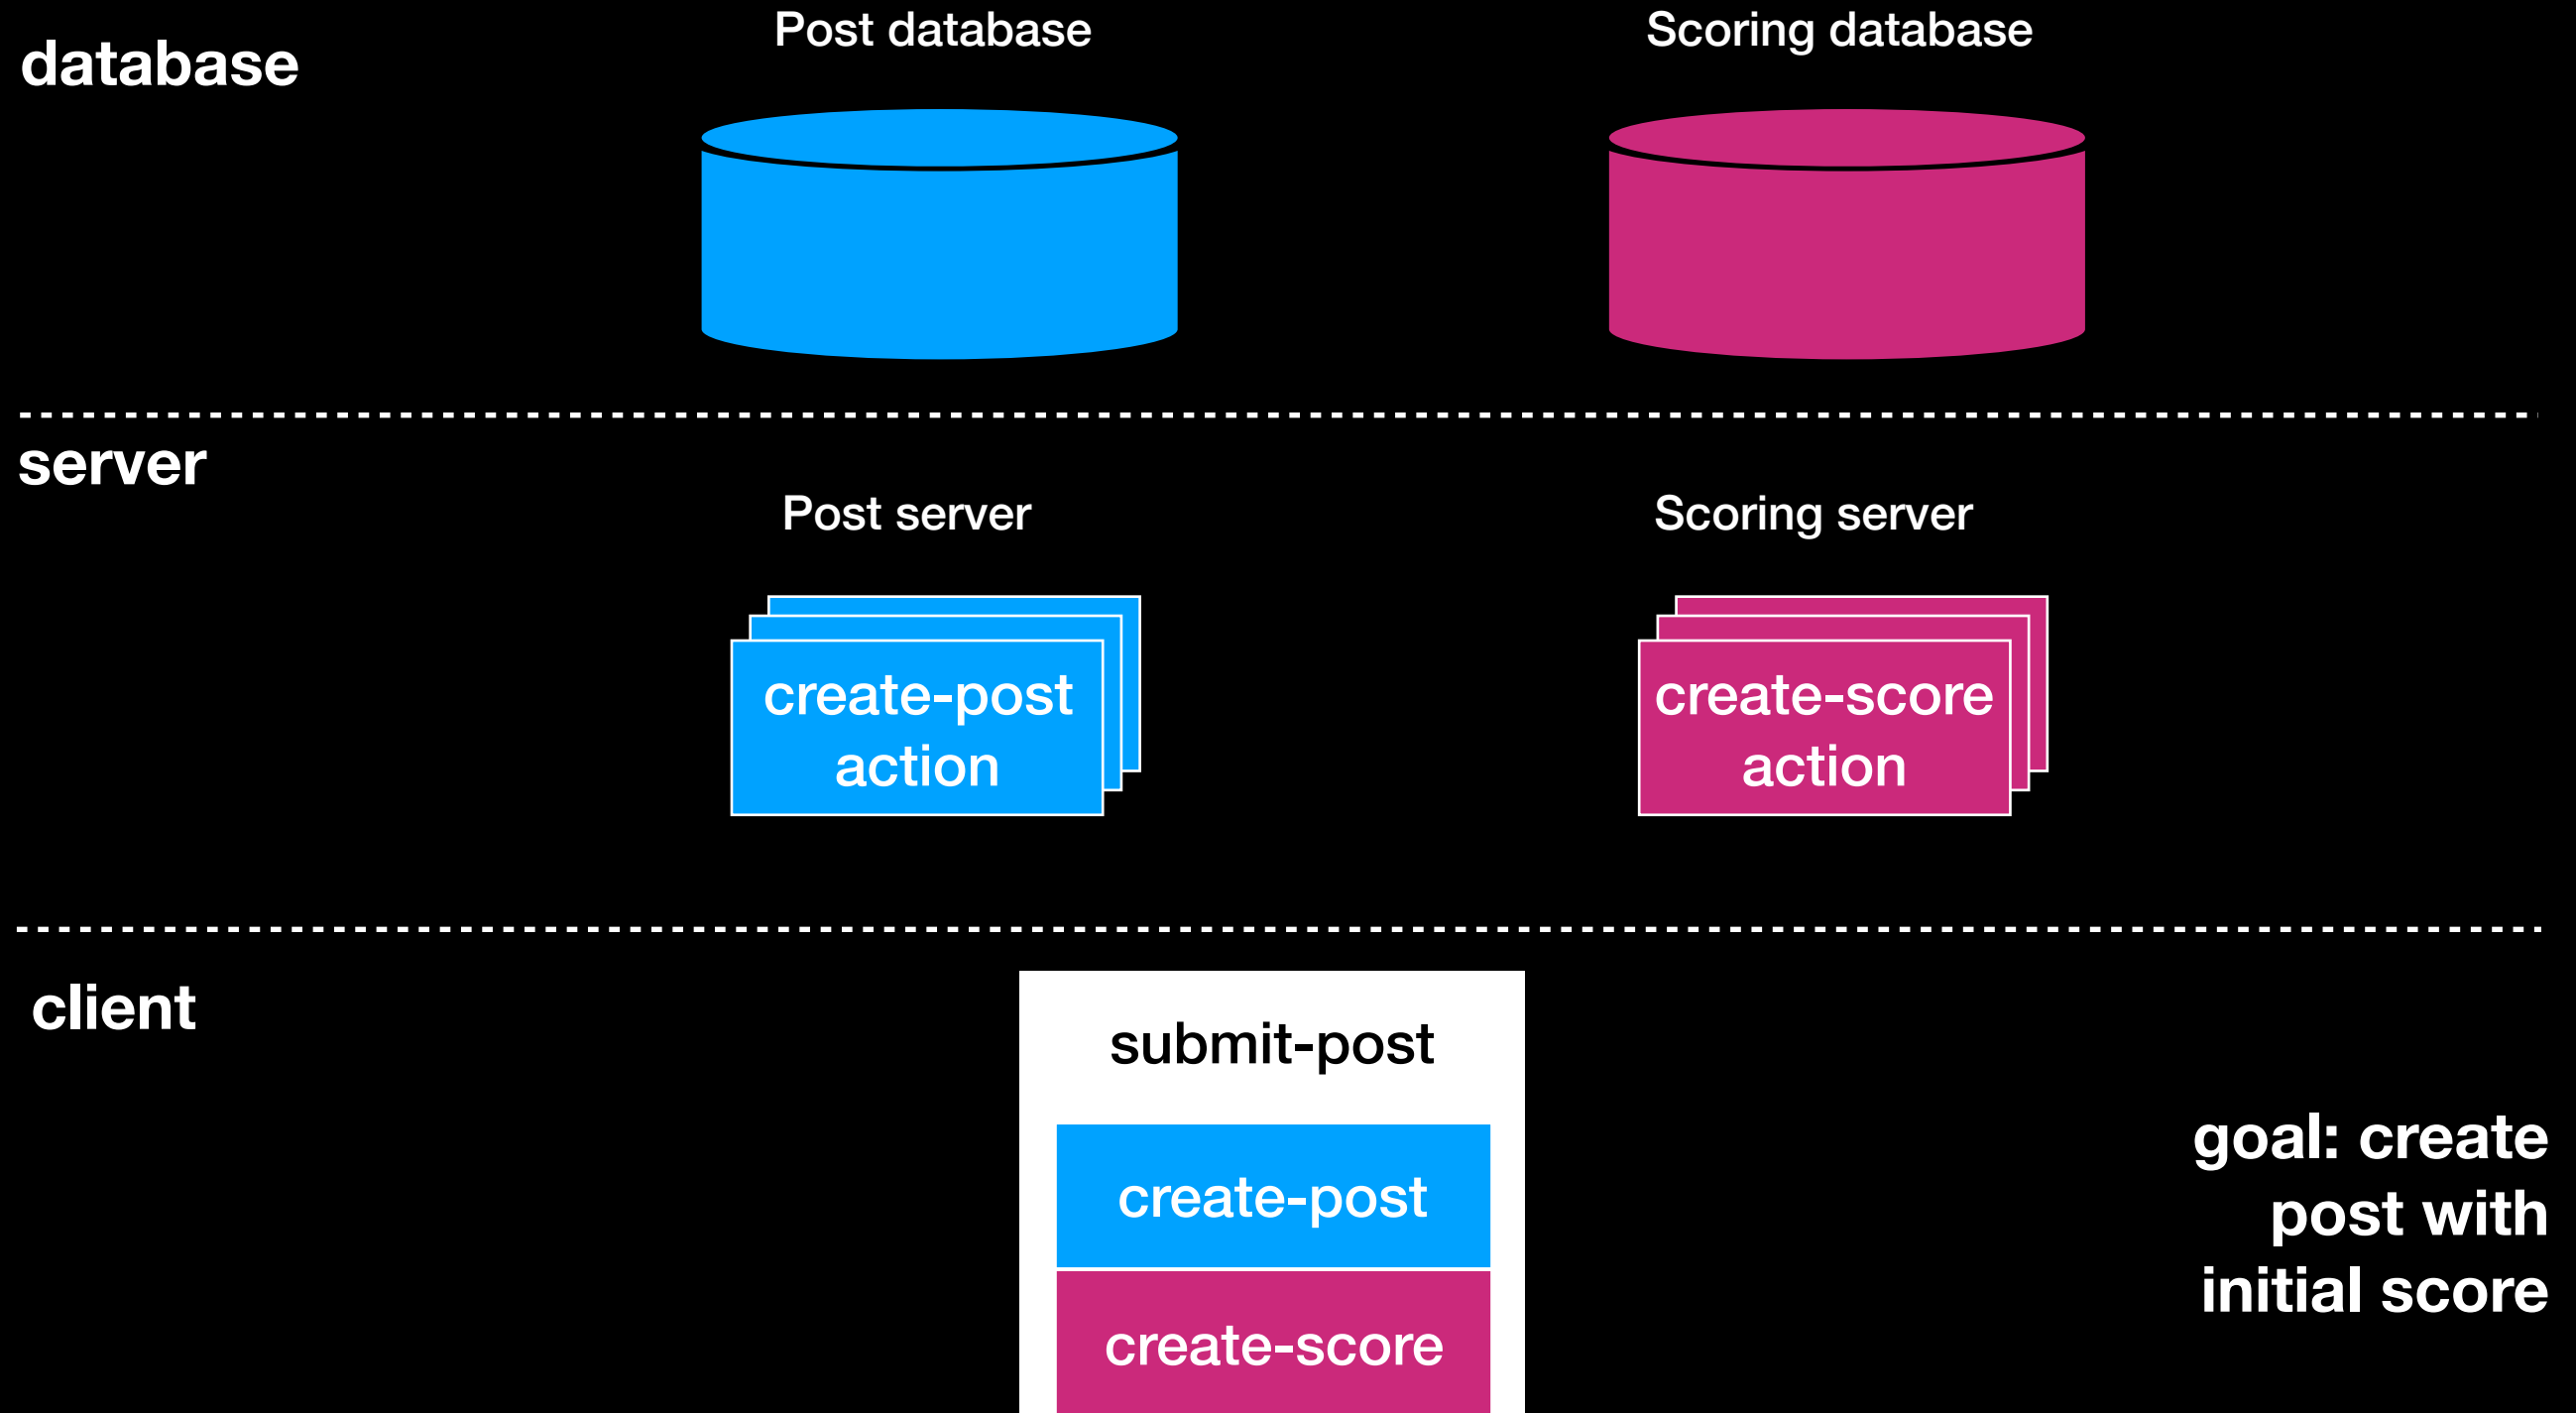 database
Post database
Scoring database
server
Post server
Scoring server
create-post
action
create-score
action
client
submit-post
create-post
create-score
goal: create
post with
initial score